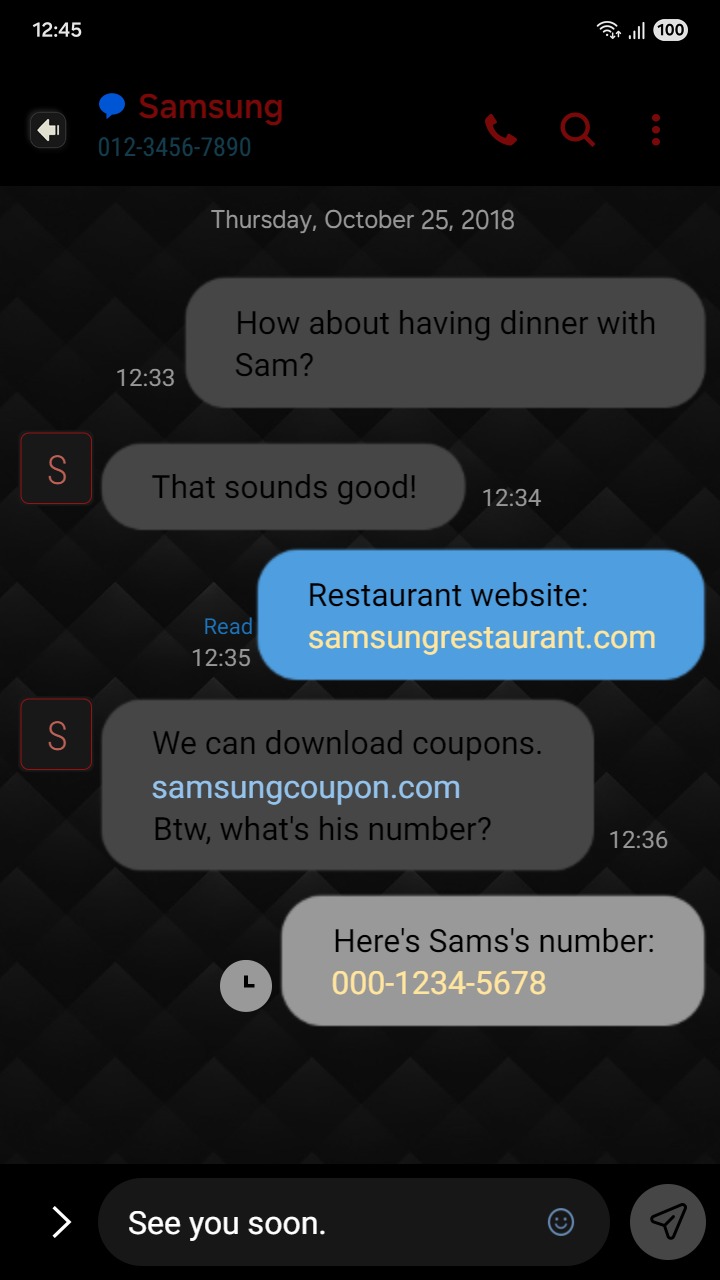 12:45
100
Samsung
012-3456-7890
Thursday, October 25, 2018
How about having dinner with
Sam?
12:33
S
That sounds good!
12:34
Restaurant website:
samsungrestaurant.com
Read
12:35
S
We can download coupons.
samsungcoupon.com
Btw, what's his number?
12:36
Here's Sams's number:
000-1234-5678
See you soon.